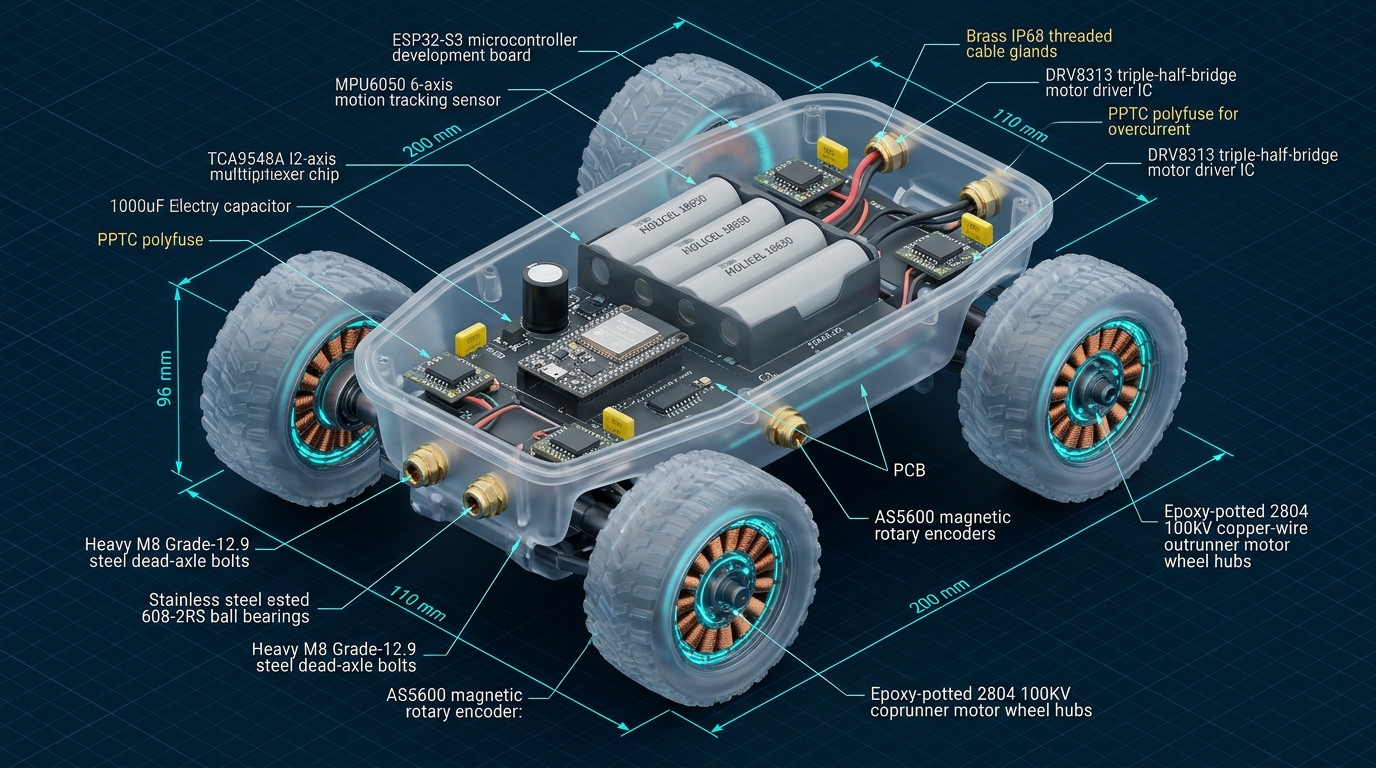 ESP32-S3 microcontroller
development board
MPU6050 6-axis
motion tracking sensor
200 mm
TCA9548A I2-axis
chip
1000uF Electry capacitor
PPTC polyfuse
96 mm
Brass IP68 threaded
cable glands
DRV8313 triple-half-bridge
motor driver IC
110 mm
PPTC polyfuse for
overcurrent
DRV8313 triple-half-bridge
motor driver IC
MOLICEL 18650
MOLICEL
MOLICEL
PCB
AS5600 magnetic
rotary encoders
Epoxy-potted 2804
100KV copper-wire
outrunner motor
wheel hubs
Heavy M8 Grade-12.9
steel dead-axle bolts
Stainless steel ested
608-2RS ball bearings
110 mm
200 mm
Heavy M8 Grade-12.9
steel dead-axle bolts
AS5600 magnetic
rotary encoder:
Epoxy-potted 2804 100KV
coprunner motor wheel hubs